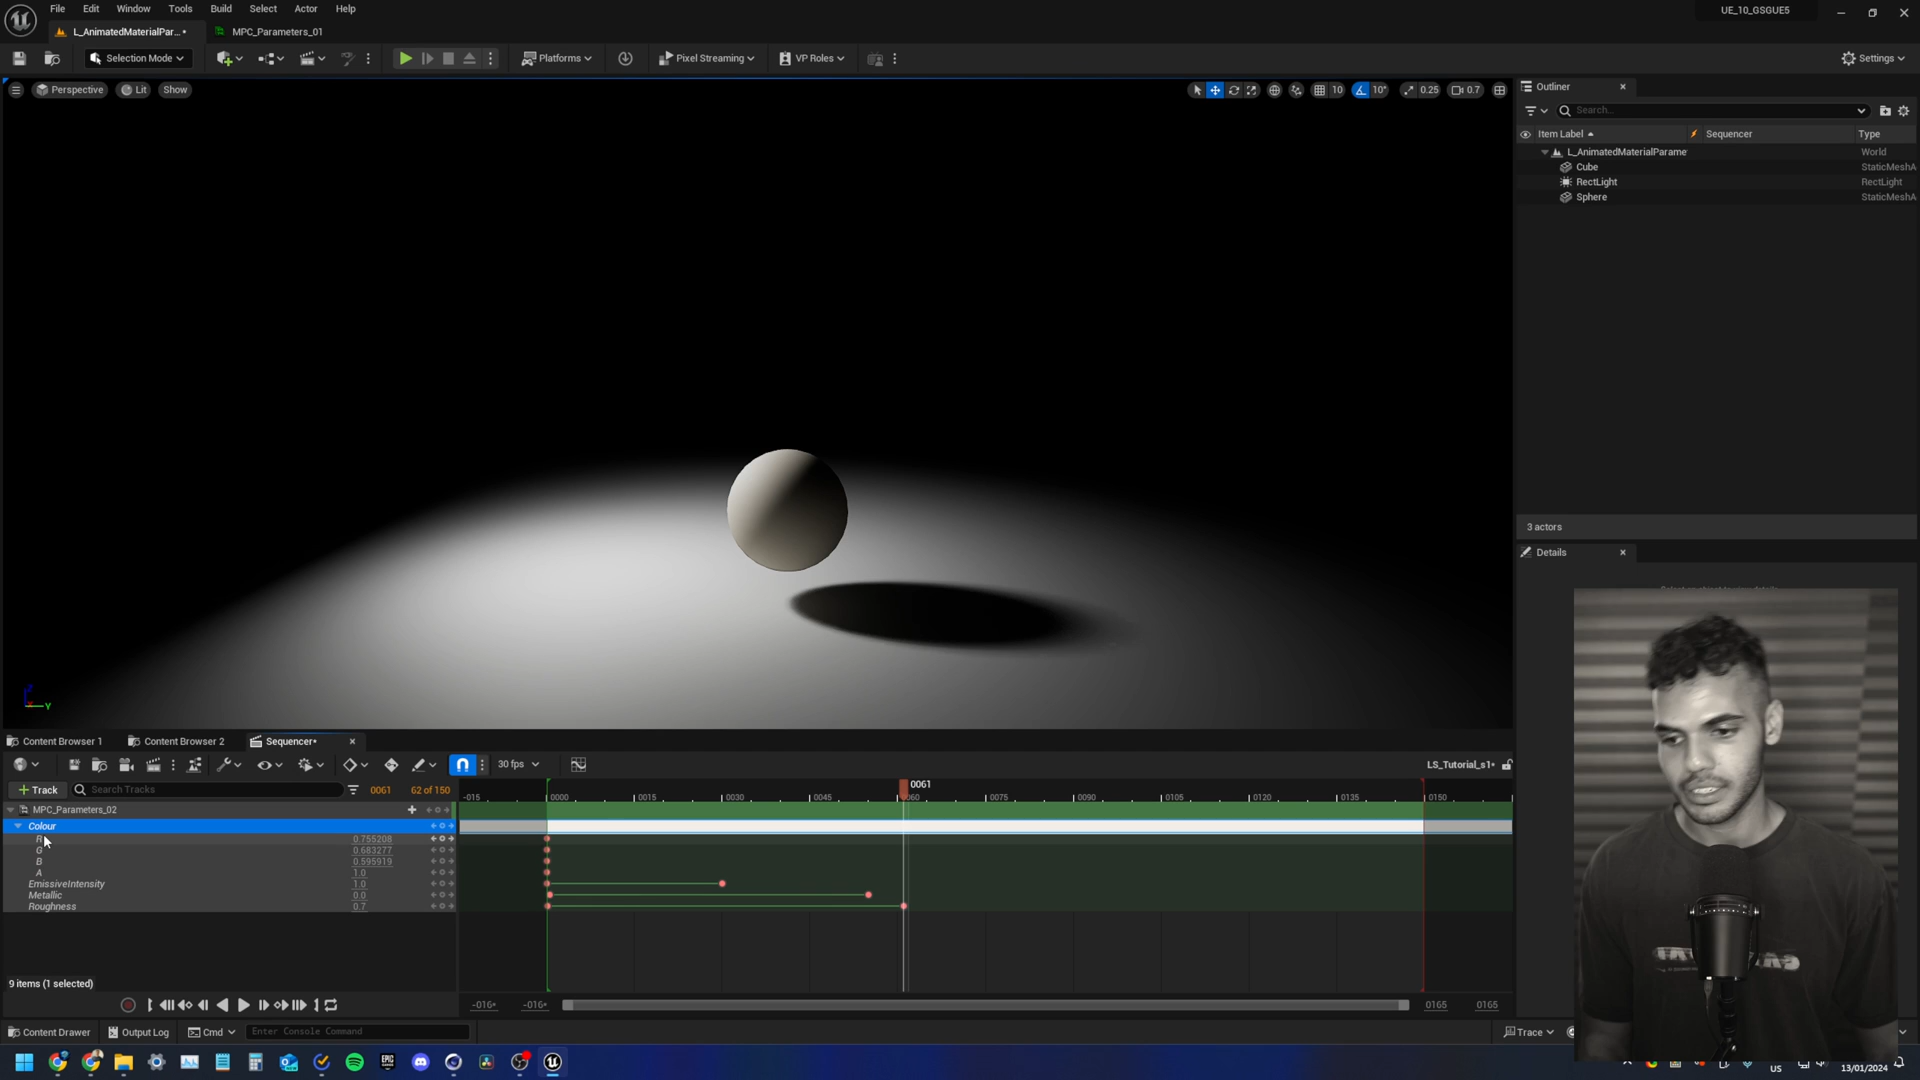 File Edit Window Tools Build Select Actor Help
UE_10_GSGUE5
L_AnimatedMaterialPar...•
MPC_Parameters_01
Selection Mode
Platforms
Pixel Streaming
VP Roles
Settings
Perspective
Lit
Show
10
10°
0.25
0.7
Outliner
Search...
Item Label
Sequencer
Type
L_AnimatedMaterialParame
World
Cube
StaticMeshA
RectLight
RectLight
Sphere
StaticMeshA
3 actors
Details
Z
Y
Content Browser 1
Content Browser 2
Sequencer•
30 fps
LS_Tutorial_s1•
+ Track
Search Tracks
0061
62 of 150
-015
0000
0015
0030
0045
0060
0061
0075
0090
0105
0120
0135
0150
MPC_Parameters_02
Colour
R
0.755208
G
0.683277
B
0.595919
A
1.0
EmissiveIntensity
1.0
Metallic
0.0
Roughness
0.7
9 items (1 selected)
-016•
-016•
0165
0165
Content Drawer
Output Log
Cmd
Enter Console Command
Trace
EPIC
US
13/01/2024